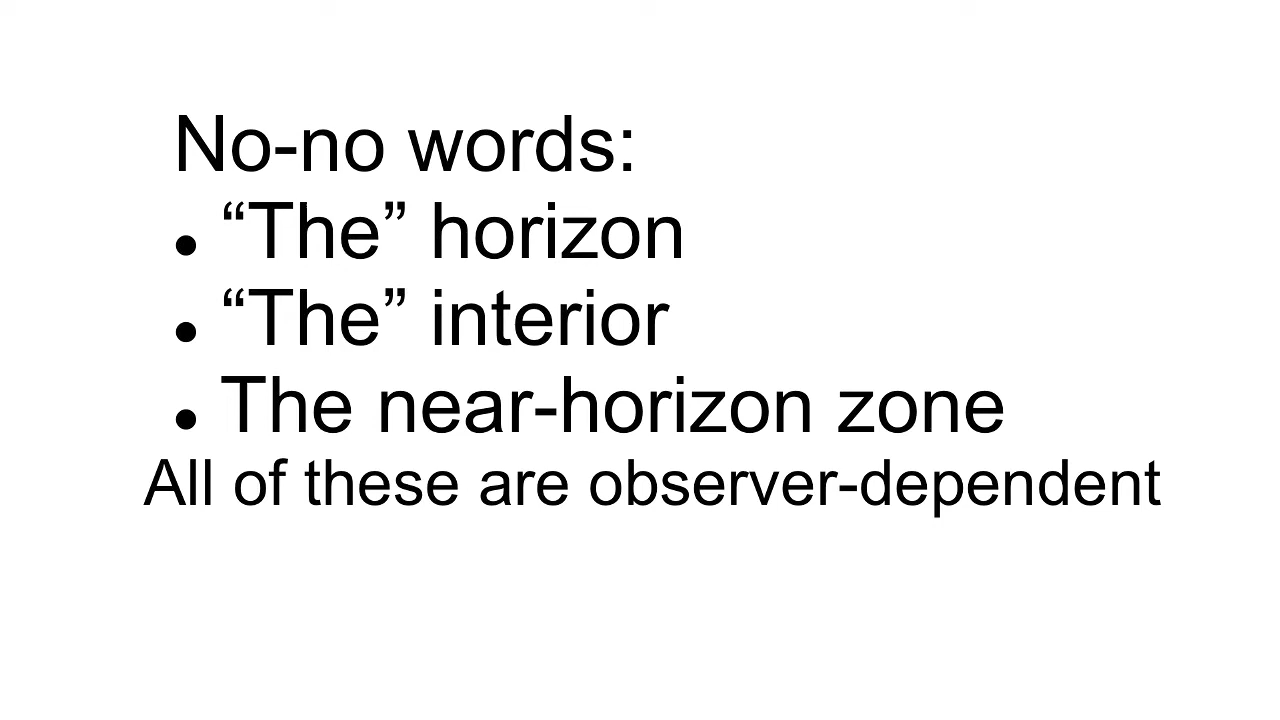 No-no words:
● “The” horizon
● “The” interior
● The near-horizon zone
All of these are observer-dependent